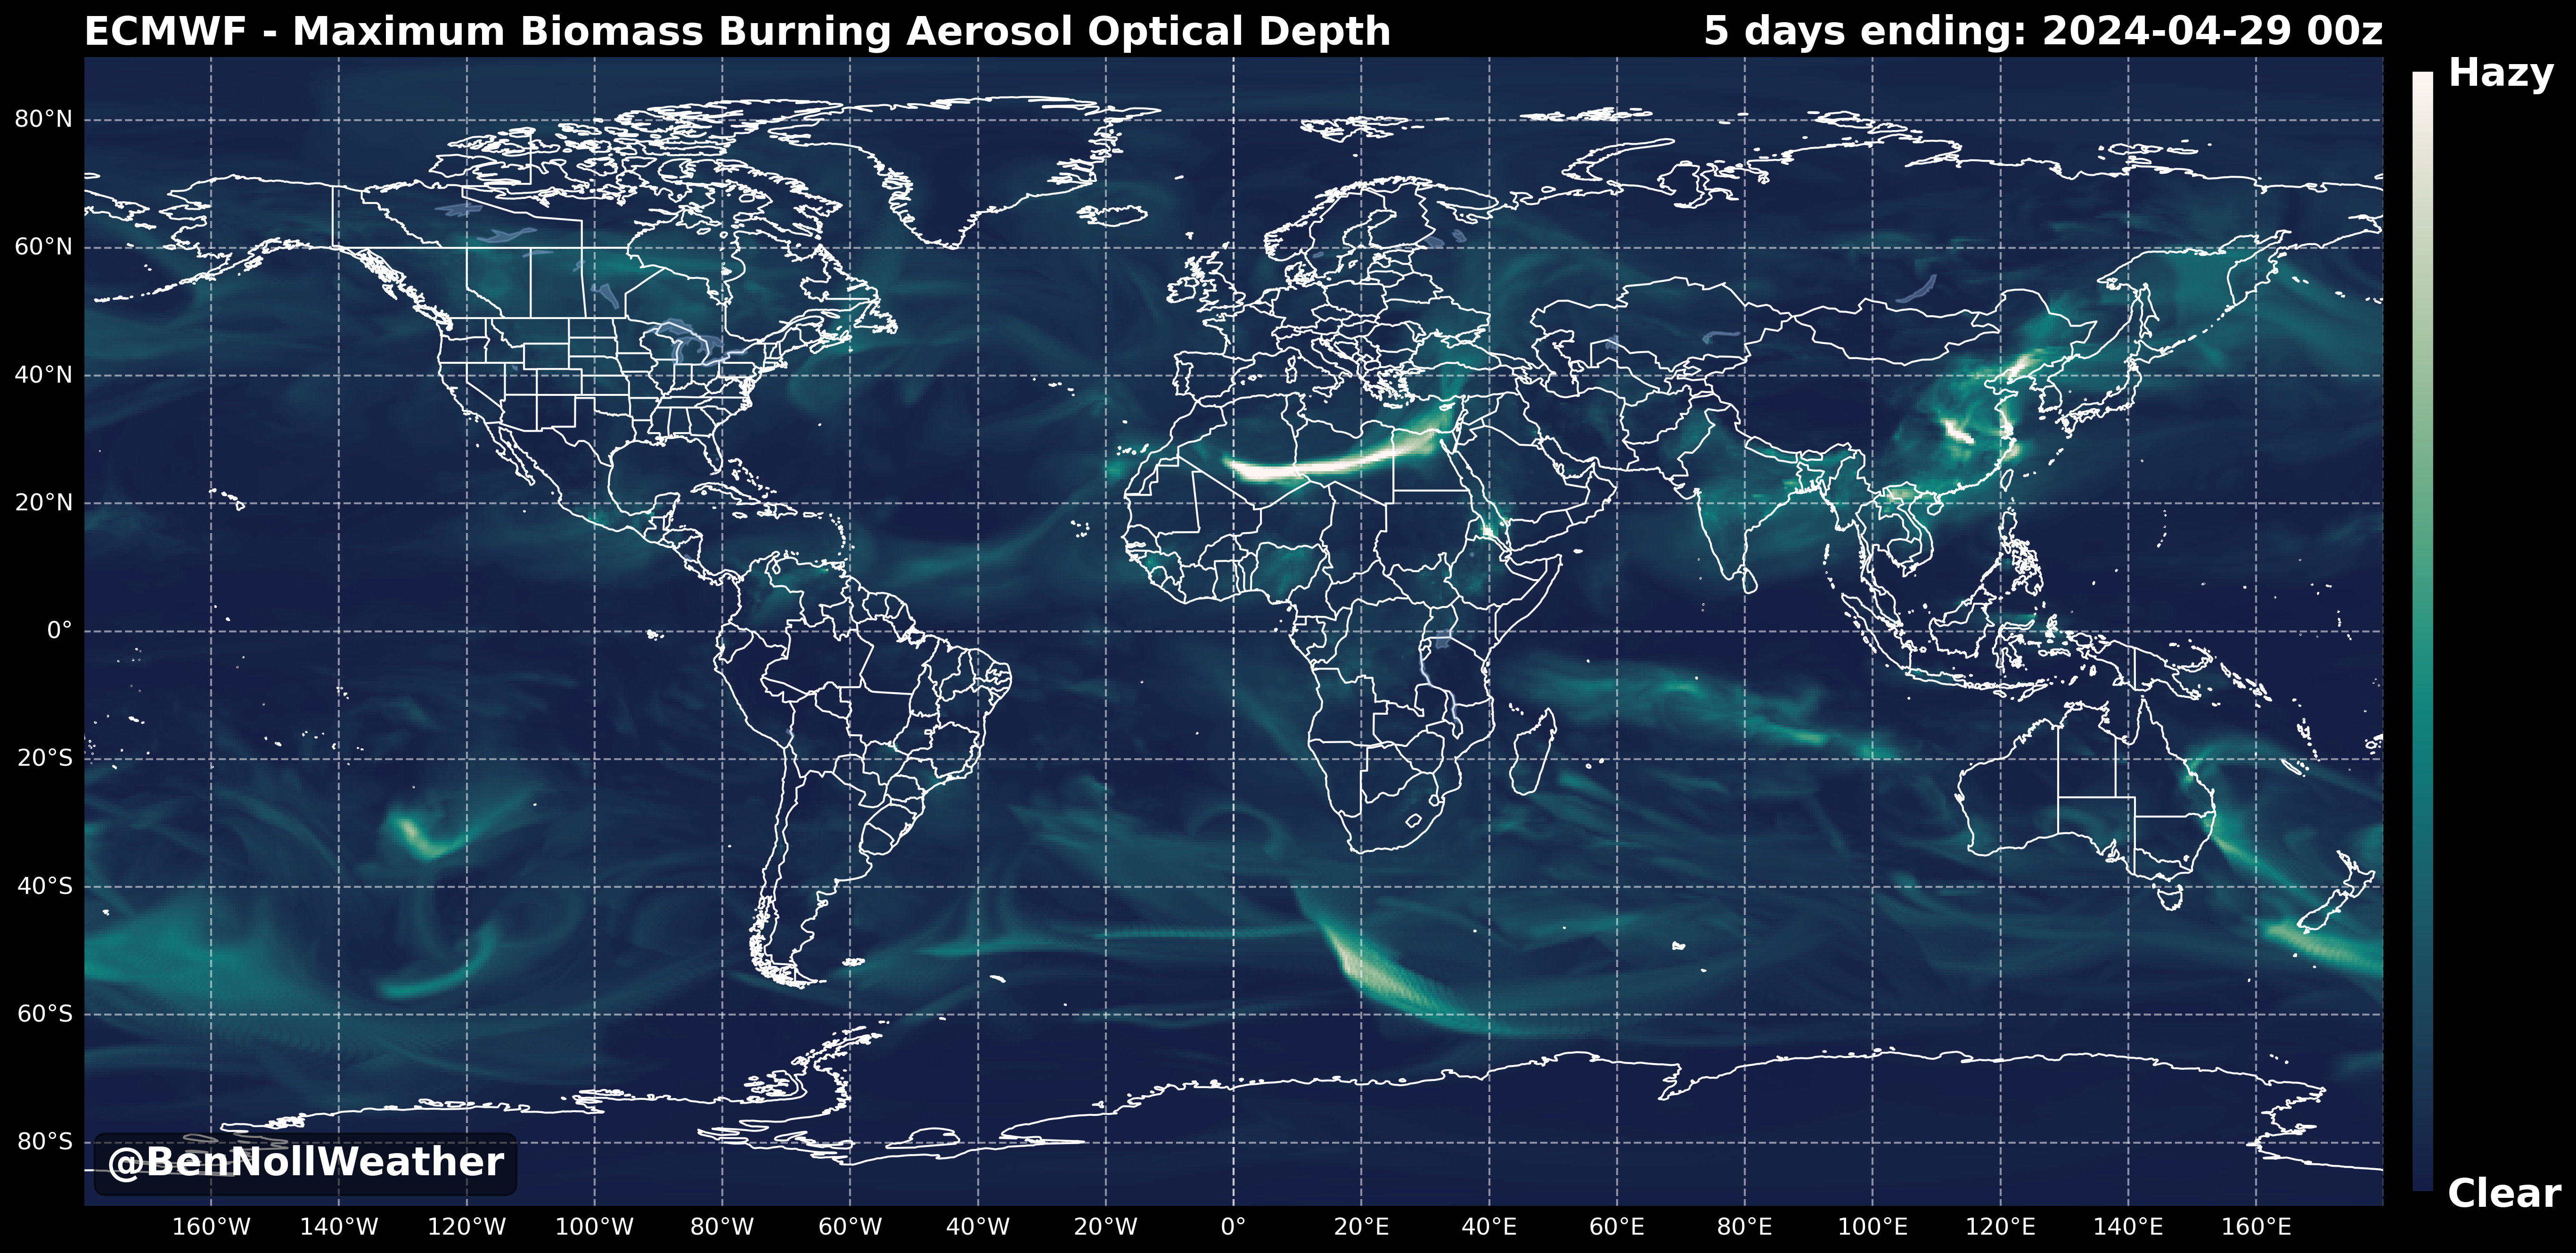 ECMWF - Maximum Biomass Burning Aerosol Optical Depth
5 days ending: 2024-04-29 00z
Hazy
80°N
60°N
40°N
20°N
0°
20°S
40°S
60°S
80°S
@BenNollWeather
Clear
160°W 140°W 120°W 100°W 80°W 60°W 40°W 20°W 0° 20°E 40°E 60°E 80°E 100°E 120°E 140°E 160°E